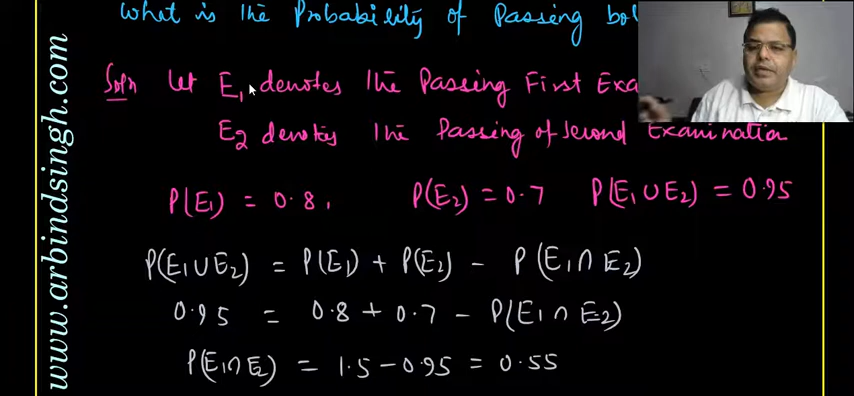 What is the Probability of Passing
Soln Let E₁ denotes the Passing First
E₂ denotes the Passing of Second Examination
P(E₁) = 0.8, P(E₂) = 0.7 P(E₁ ∪ E₂) = 0.95
P(E₁ ∪ E₂) = P(E₁) + P(E₂) - P(E₁ ∩ E₂)
0.95 = 0.8 + 0.7 - P(E₁ ∩ E₂)
P(E₁ ∩ E₂) = 1.5 - 0.95 = 0.55
www.arbindsingh.com